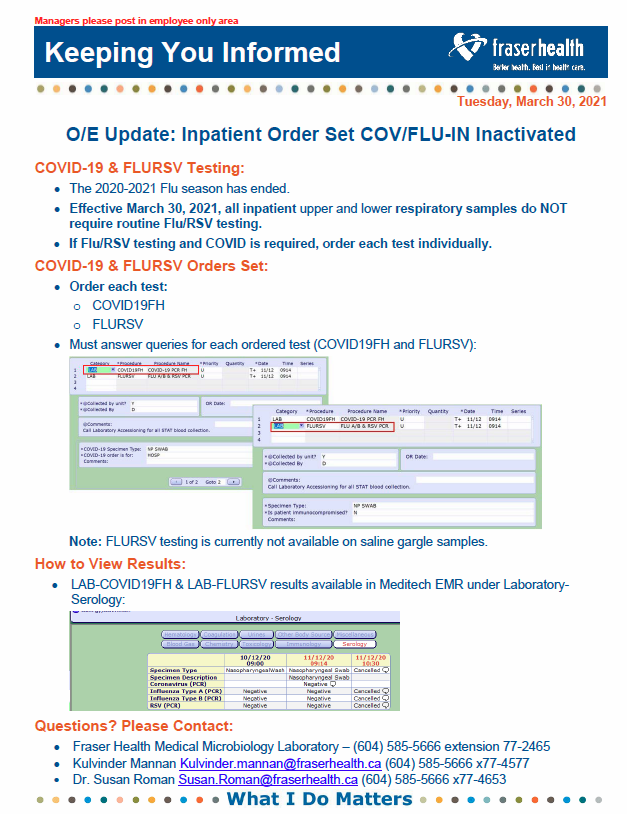 Managers please post in employee only area
Keeping You Informed
fraserhealth
Better health. Best in health care.
Tuesday, March 30, 2021
O/E Update: Inpatient Order Set COV/FLU-IN Inactivated
COVID-19 & FLURSV Testing:
• The 2020-2021 Flu season has ended.
• Effective March 30, 2021, all inpatient upper and lower respiratory samples do NOT
require routine Flu/RSV testing.
• If Flu/RSV testing and COVID is required, order each test individually.
COVID-19 & FLURSV Orders Set:
• Order each test:
o COVID19FH
o FLURSV
• Must answer queries for each ordered test (COVID19FH and FLURSV):
Category *Procedure Procedure Name *Priority Quantity *Date Time Series
1 LAB COVID19FH COVID-19 PCR FH U T+ 11/12 0914
2 LAB FLURSV FLU A/B & RSV PCR U T+ 11/12 0914
3
4
*@Collected by unit? Y OR Date:
*@Collected By D
@Comments:
Call Laboratory Accessioning for all STAT blood collection.
*COVID-19 Specimen Type: NP SWAB
*COVID-19 order is for: HOSP
Comments:
1 of 2 Goto 2
Category *Procedure Procedure Name *Priority Quantity *Date Time Series
1 LAB COVID19FH COVID-19 PCR FH U T+ 11/12 0914
2 LAB FLURSV FLU A/B & RSV PCR U T+ 11/12 0914
3
4
*@Collected by unit? Y OR Date:
*@Collected By D
@Comments:
Call Laboratory Accessioning for all STAT blood collection.
*Specimen Type: NP SWAB
*Is patient immunocompromised? N
Comments:
Note: FLURSV testing is currently not available on saline gargle samples.
How to View Results:
• LAB-COVID19FH & LAB-FLURSV results available in Meditech EMR under Laboratory-
Serology:
Laboratory - Serology
Hematology Coagulation Urines Other Body Source Miscellaneous
Blood Gas Chemistry Toxicology Immunology Serology
10/12/20 11/12/20 11/12/20
09:00 09:14 10:30
Specimen Type NasopharyngealWash Nasopharyngeal Swab Cancelled
Specimen Description Nasopharyngeal Swab
Coronavirus (PCR) Negative
Influenza Type A (PCR) Negative Negative Cancelled
Influenza Type B (PCR) Negative Negative Cancelled
RSV (PCR) Negative Negative Cancelled
Questions? Please Contact:
• Fraser Health Medical Microbiology Laboratory – (604) 585-5666 extension 77-2465
• Kulvinder Mannan Kulvinder.mannan@fraserhealth.ca (604) 585-5666 x77-4577
• Dr. Susan Roman Susan.Roman@fraserhealth.ca (604) 585-5666 x77-4653
What I Do Matters